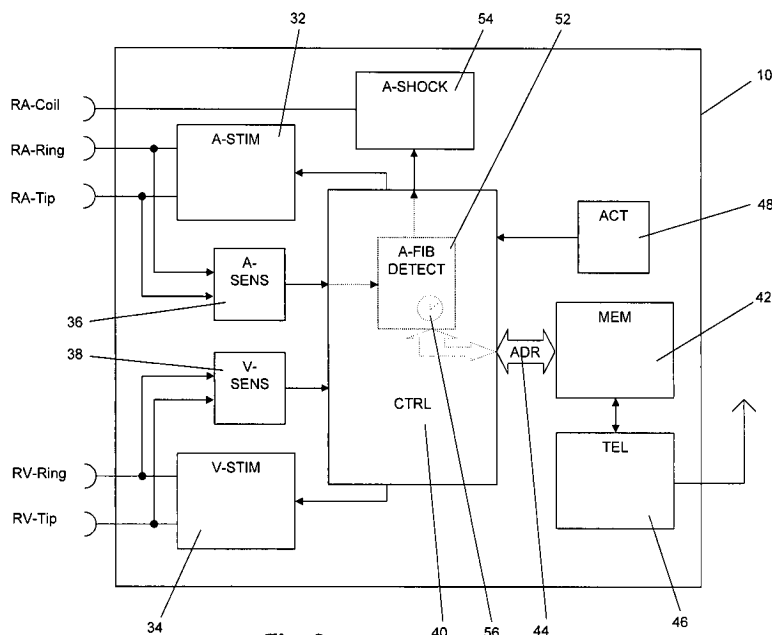 32
54
52
A-SHOCK
10
RA-Coil
RA-Ring
A-STIM
RA-Tip
ACT
48
A-FIB
DETECT
A-
SENS
42
36
MEM
38
V-
SENS
ADR
CTRL
TEL
RV-Ring
V-STIM
RV-Tip
34
40
56
44
46